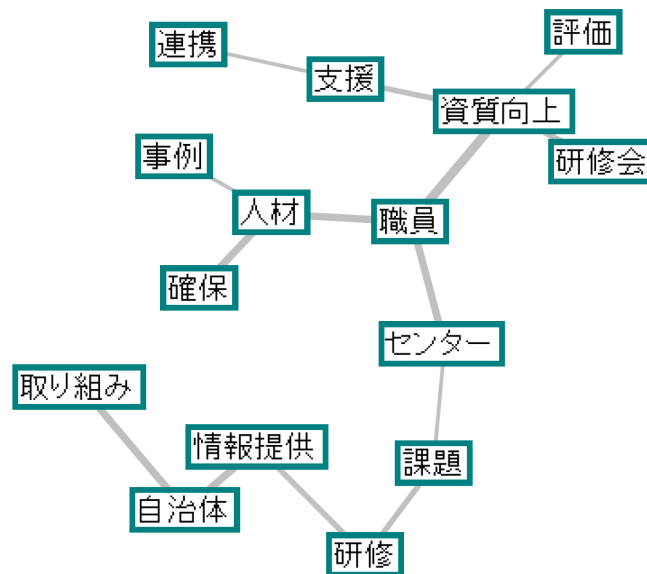 評価
連携
支援
資質向上
事例
研修会
人材
職員
確保
センター
取り組み
情報提供
課題
自治体
研修